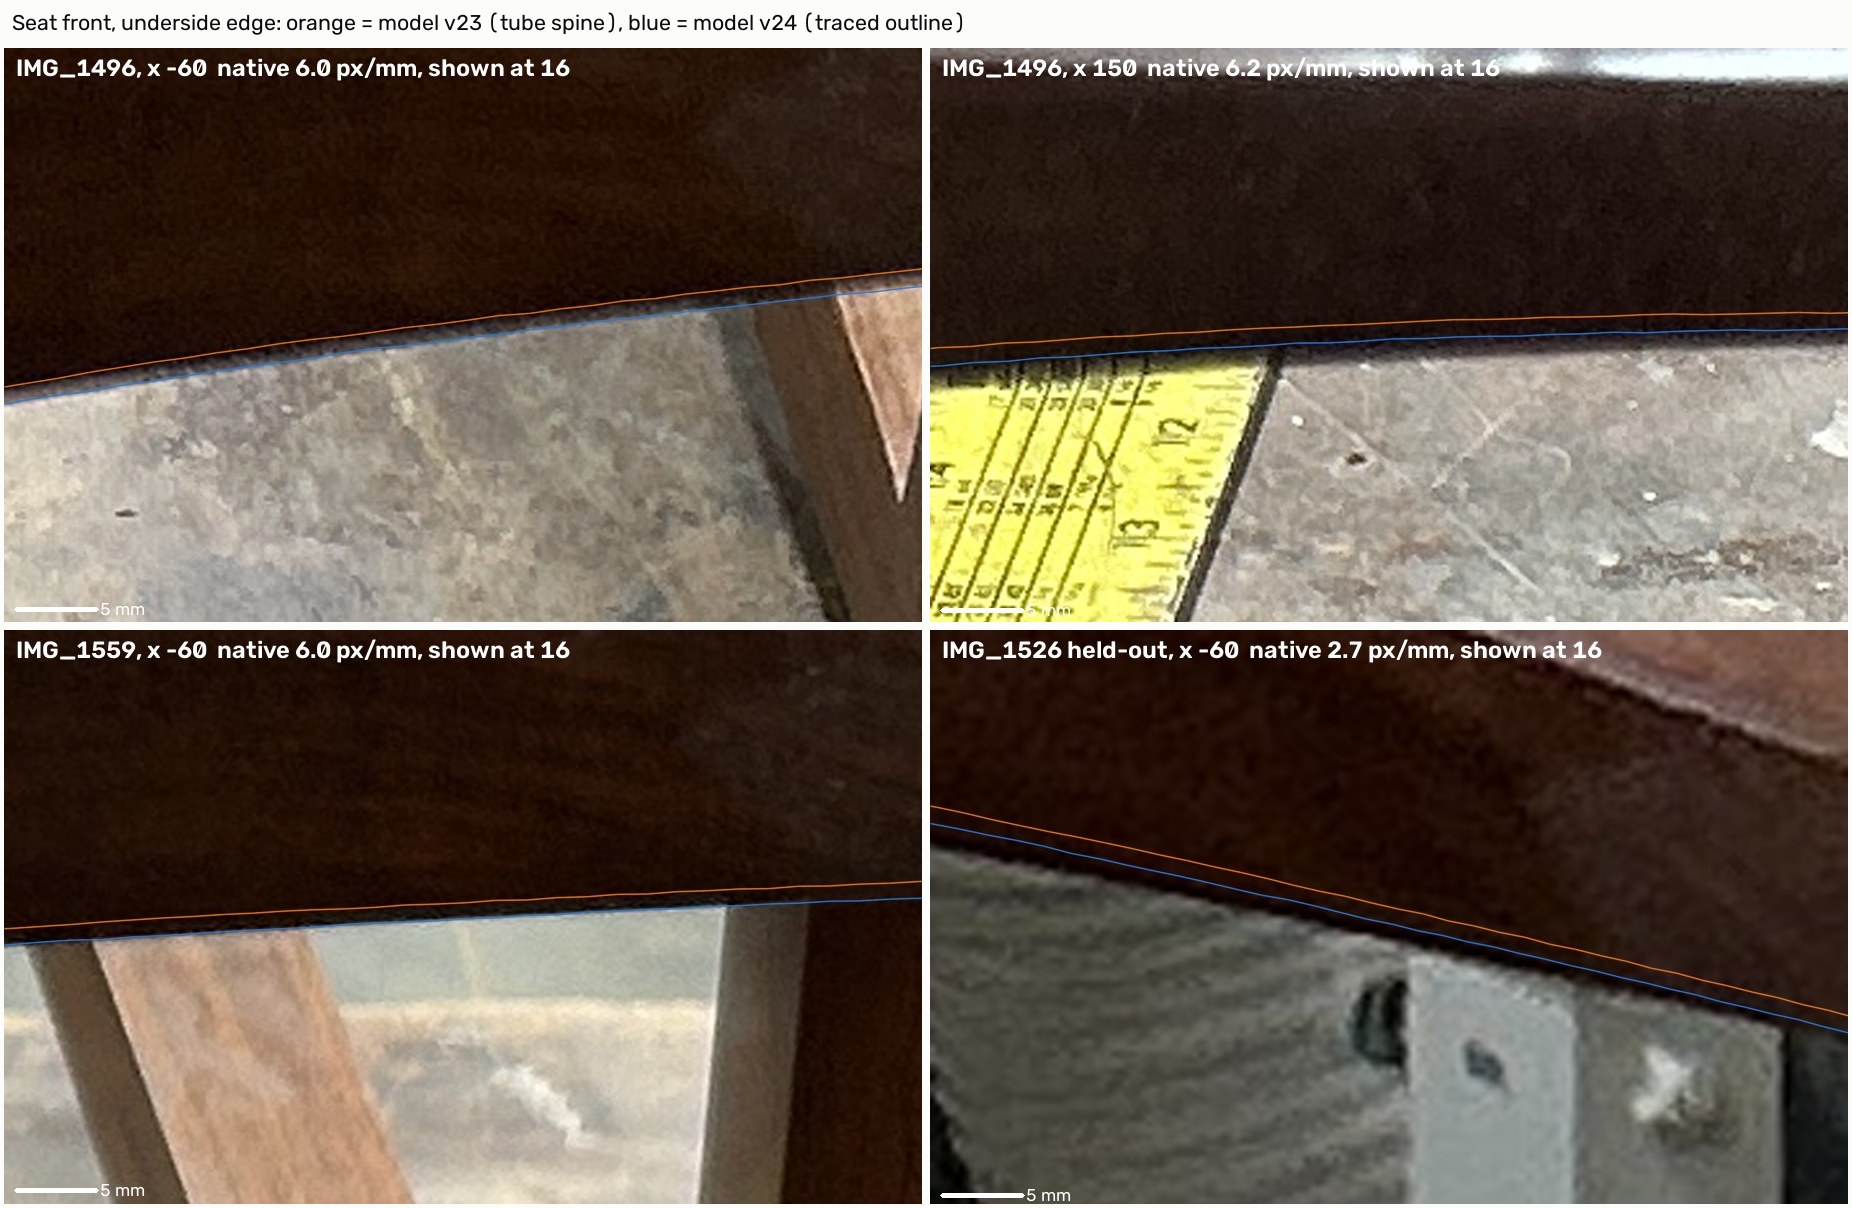 Seat front, underside edge: orange = model v23 (tube spine), blue = model v24 (traced outline)
IMG_1496, x -60 native 6.0 px/mm, shown at 16
IMG_1496, x 150 native 6.2 px/mm, shown at 16
12
13
5 mm
5 mm
IMG_1559, x -60 native 6.0 px/mm, shown at 16
IMG_1526 held-out, x -60 native 2.7 px/mm, shown at 16
5 mm
5 mm